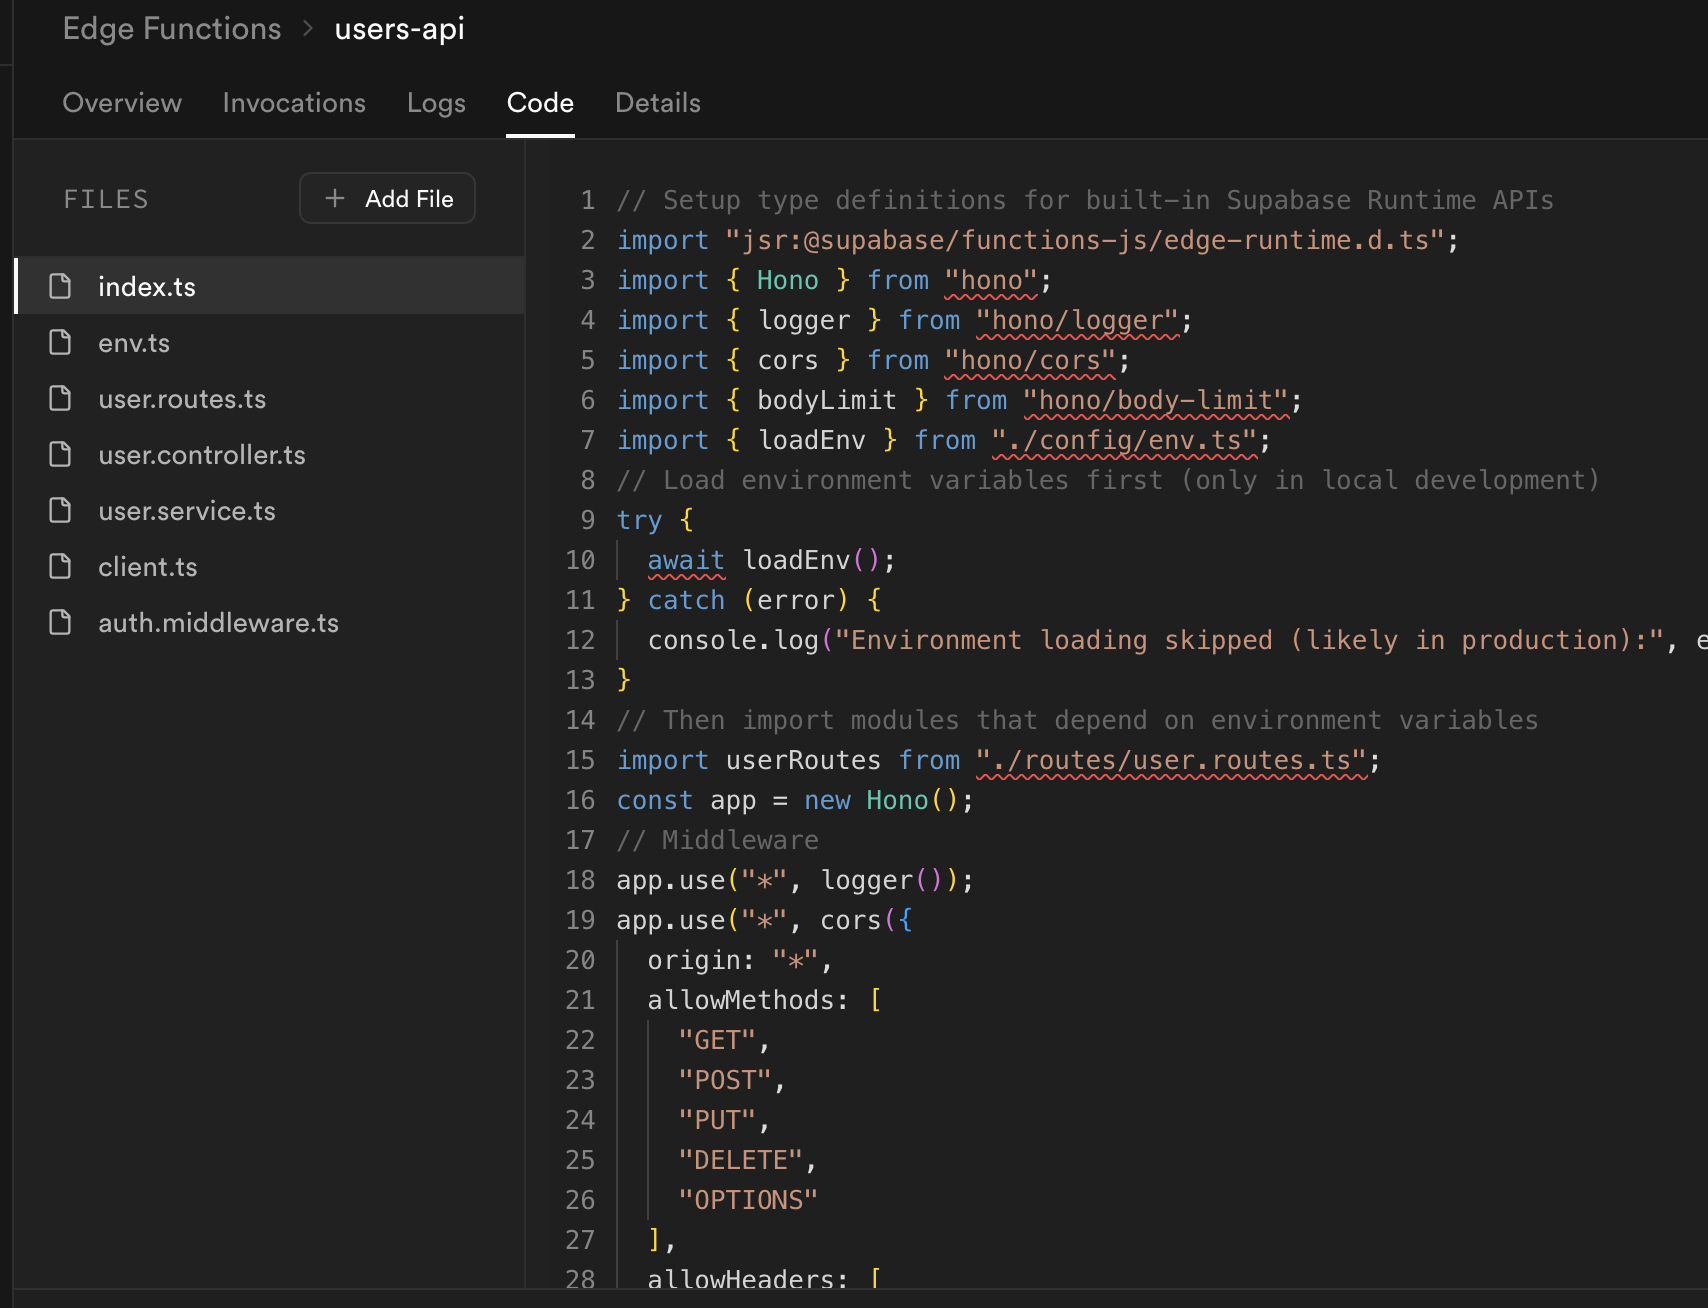 Edge Functions > users-api
Overview Invocations Logs Code Details
FILES
+ Add File
index.ts
env.ts
user.routes.ts
user.controller.ts
user.service.ts
client.ts
auth.middleware.ts
1 // Setup type definitions for built-in Supabase Runtime APIs
2 import "jsr:@supabase/functions-js/edge-runtime.d.ts";
3 import { Hono } from "hono";
4 import { logger } from "hono/logger";
5 import { cors } from "hono/cors";
6 import { bodyLimit } from "hono/body-limit";
7 import { loadEnv } from "./config/env.ts";
8 // Load environment variables first (only in local development)
9 try {
10   await loadEnv();
11 } catch (error) {
12   console.log("Environment loading skipped (likely in production):", e
13 }
14 // Then import modules that depend on environment variables
15 import userRoutes from "./routes/user.routes.ts";
16 const app = new Hono();
17 // Middleware
18 app.use("*", logger());
19 app.use("*", cors({
20   origin: "*",
21   allowMethods: [
22     "GET",
23     "POST",
24     "PUT",
25     "DELETE",
26     "OPTIONS"
27   ],
28   allowHeaders: [